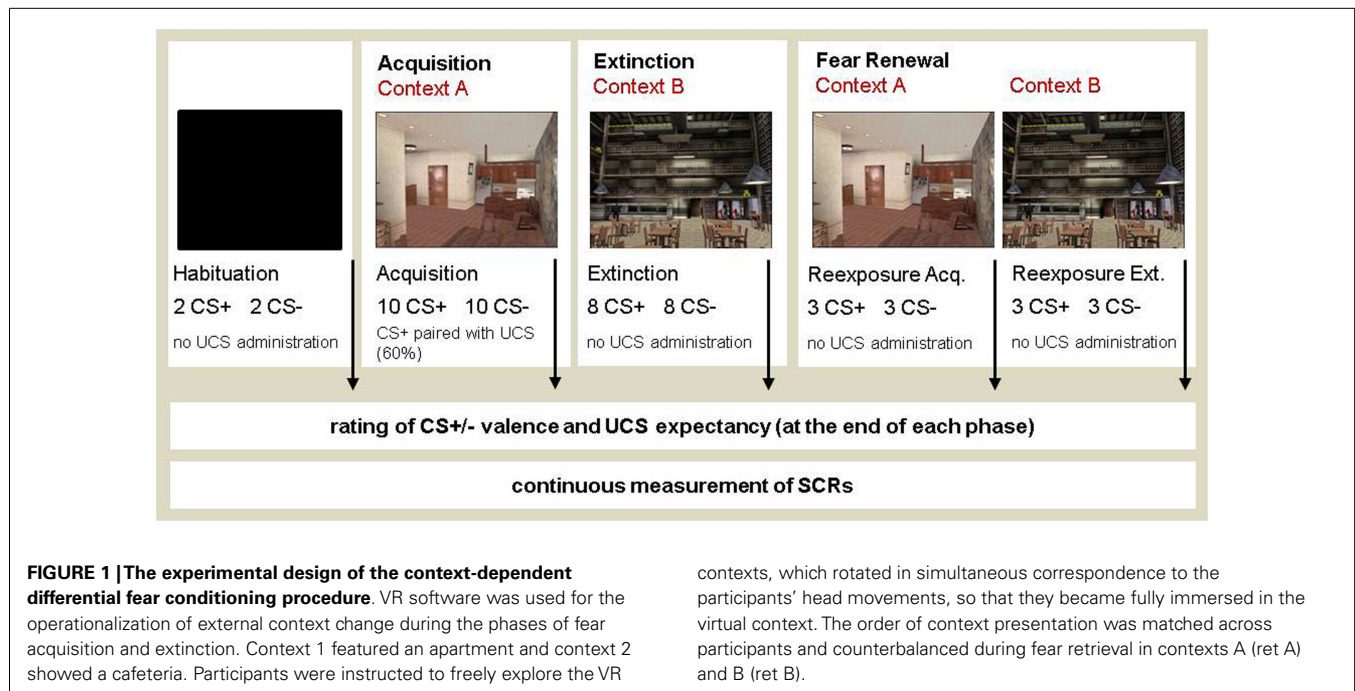 Acquisition
Context A
Extinction
Context B
Fear Renewal
Context A
Context B
Habituation
2 CS+ 2 CS-
no UCS administration
Acquisition
10 CS+ 10 CS-
CS+ paired with UCS
(60%)
Extinction
8 CS+ 8 CS-
no UCS administration
Reexposure Acq.
3 CS+ 3 CS-
no UCS administration
Reexposure Ext.
3 CS+ 3 CS-
no UCS administration
rating of CS+/- valence and UCS expectancy (at the end of each phase)
continuous measurement of SCRs
FIGURE 1 | The experimental design of the context-dependent
differential fear conditioning procedure. VR software was used for the
operationalization of external context change during the phases of fear
acquisition and extinction. Context 1 featured an apartment and context 2
showed a cafeteria. Participants were instructed to freely explore the VR
contexts, which rotated in simultaneous correspondence to the
participants' head movements, so that they became fully immersed in the
virtual context. The order of context presentation was matched across
participants and counterbalanced during fear retrieval in contexts A (ret A)
and B (ret B).